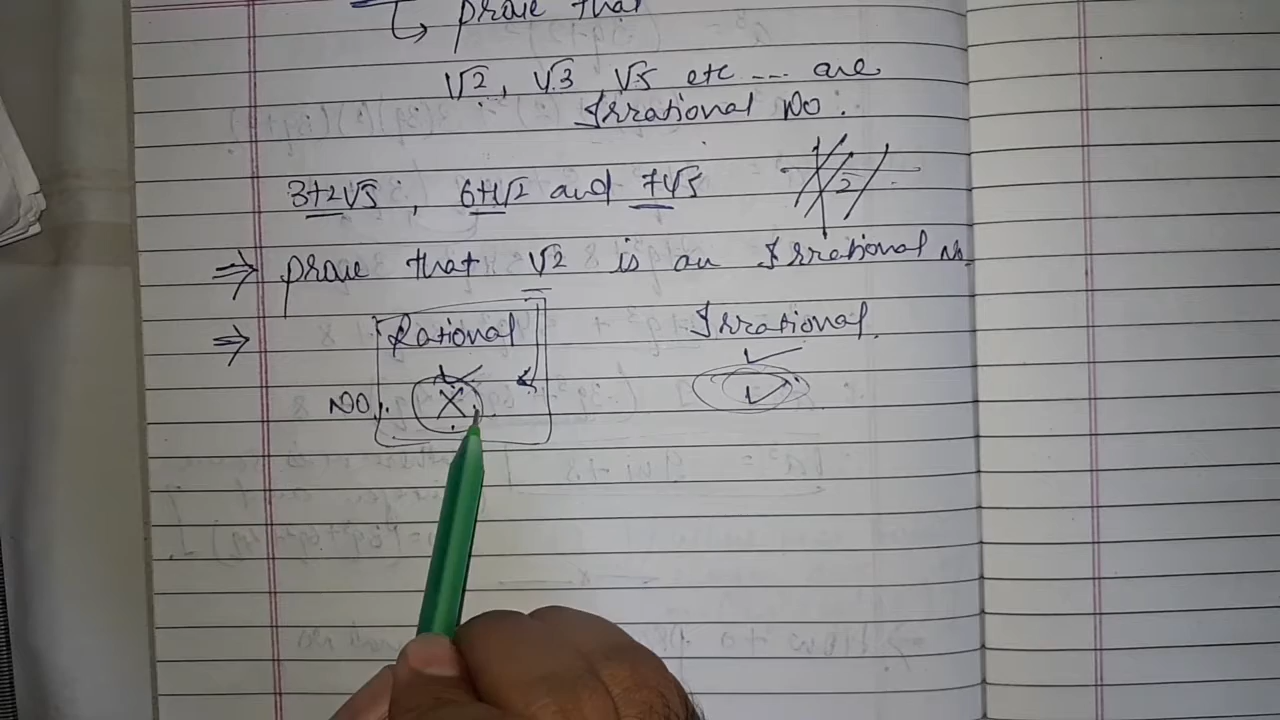 prove that
√2, √3 √5 etc --- are
Irrational No.
3+2√5, 6+√2 and 7√5
2
⇒ prove that √2 is an Irrational No.
⇒ Rational Irrational.
No.